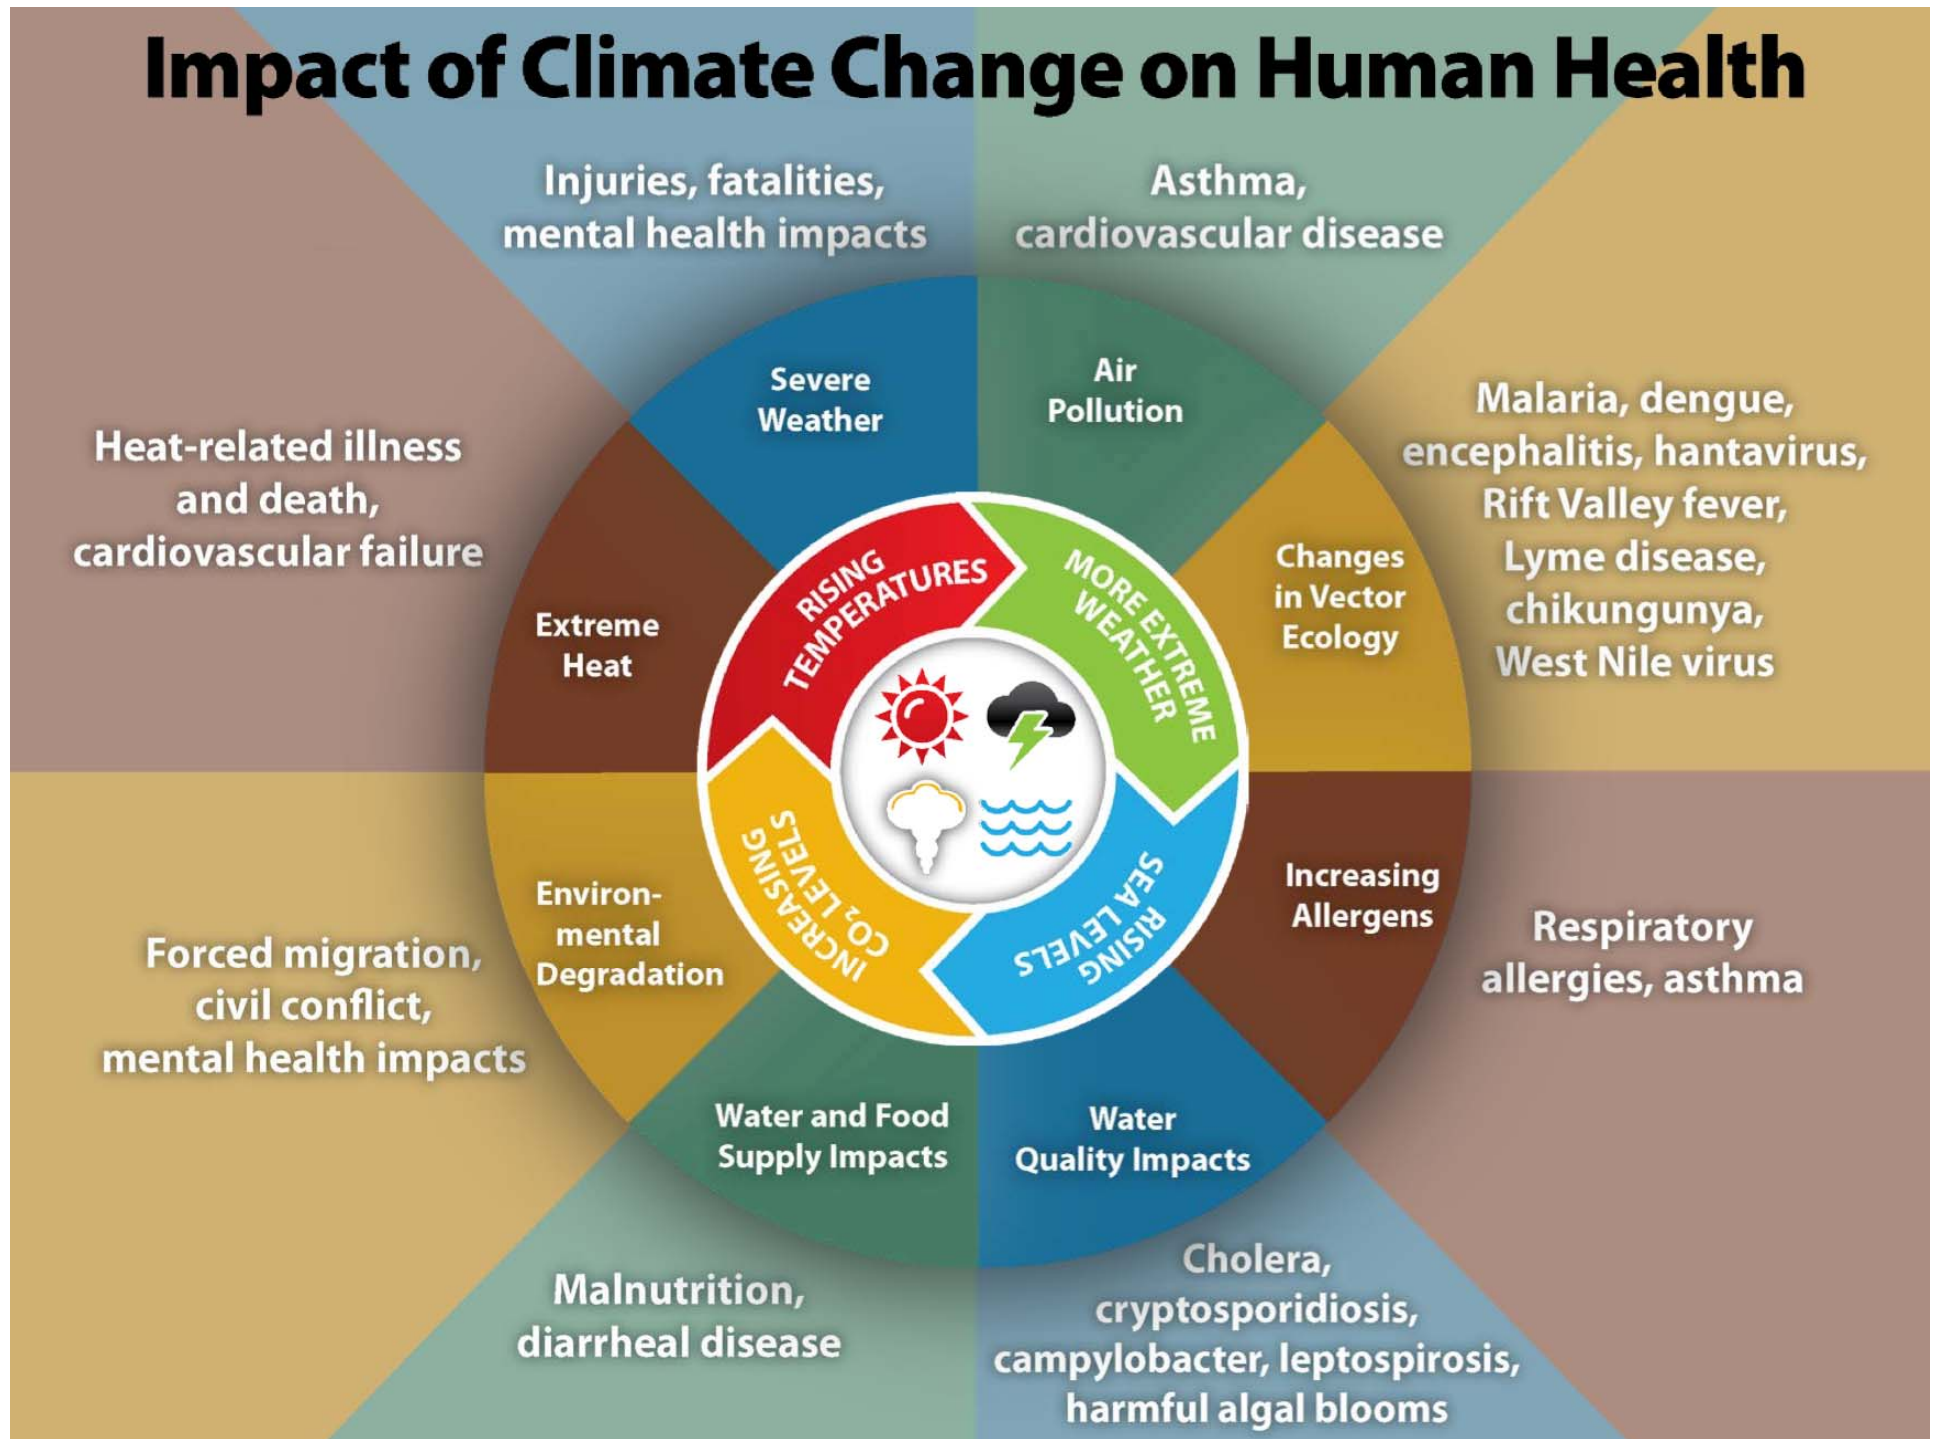 Impact of Climate Change on Human Health
Injuries, fatalities,
mental health impacts
Asthma,
cardiovascular disease
Severe
Weather
Air
Pollution
Malaria, dengue,
encephalitis, hantavirus,
Rift Valley fever,
Lyme disease,
chikungunya,
West Nile virus
Heat-related illness
and death,
cardiovascular failure
Changes
in Vector
Ecology
Extreme
Heat
RISING
TEMPERATURES
MORE EXTREME
WEATHER
INCREASING
CO₂ LEVELS
RISING
SEA LEVELS
Increasing
Allergens
Environ-
mental
Degradation
Respiratory
allergies, asthma
Forced migration,
civil conflict,
mental health impacts
Water and Food
Supply Impacts
Water
Quality Impacts
Malnutrition,
diarrheal disease
Cholera,
cryptosporidiosis,
campylobacter, leptospirosis,
harmful algal blooms